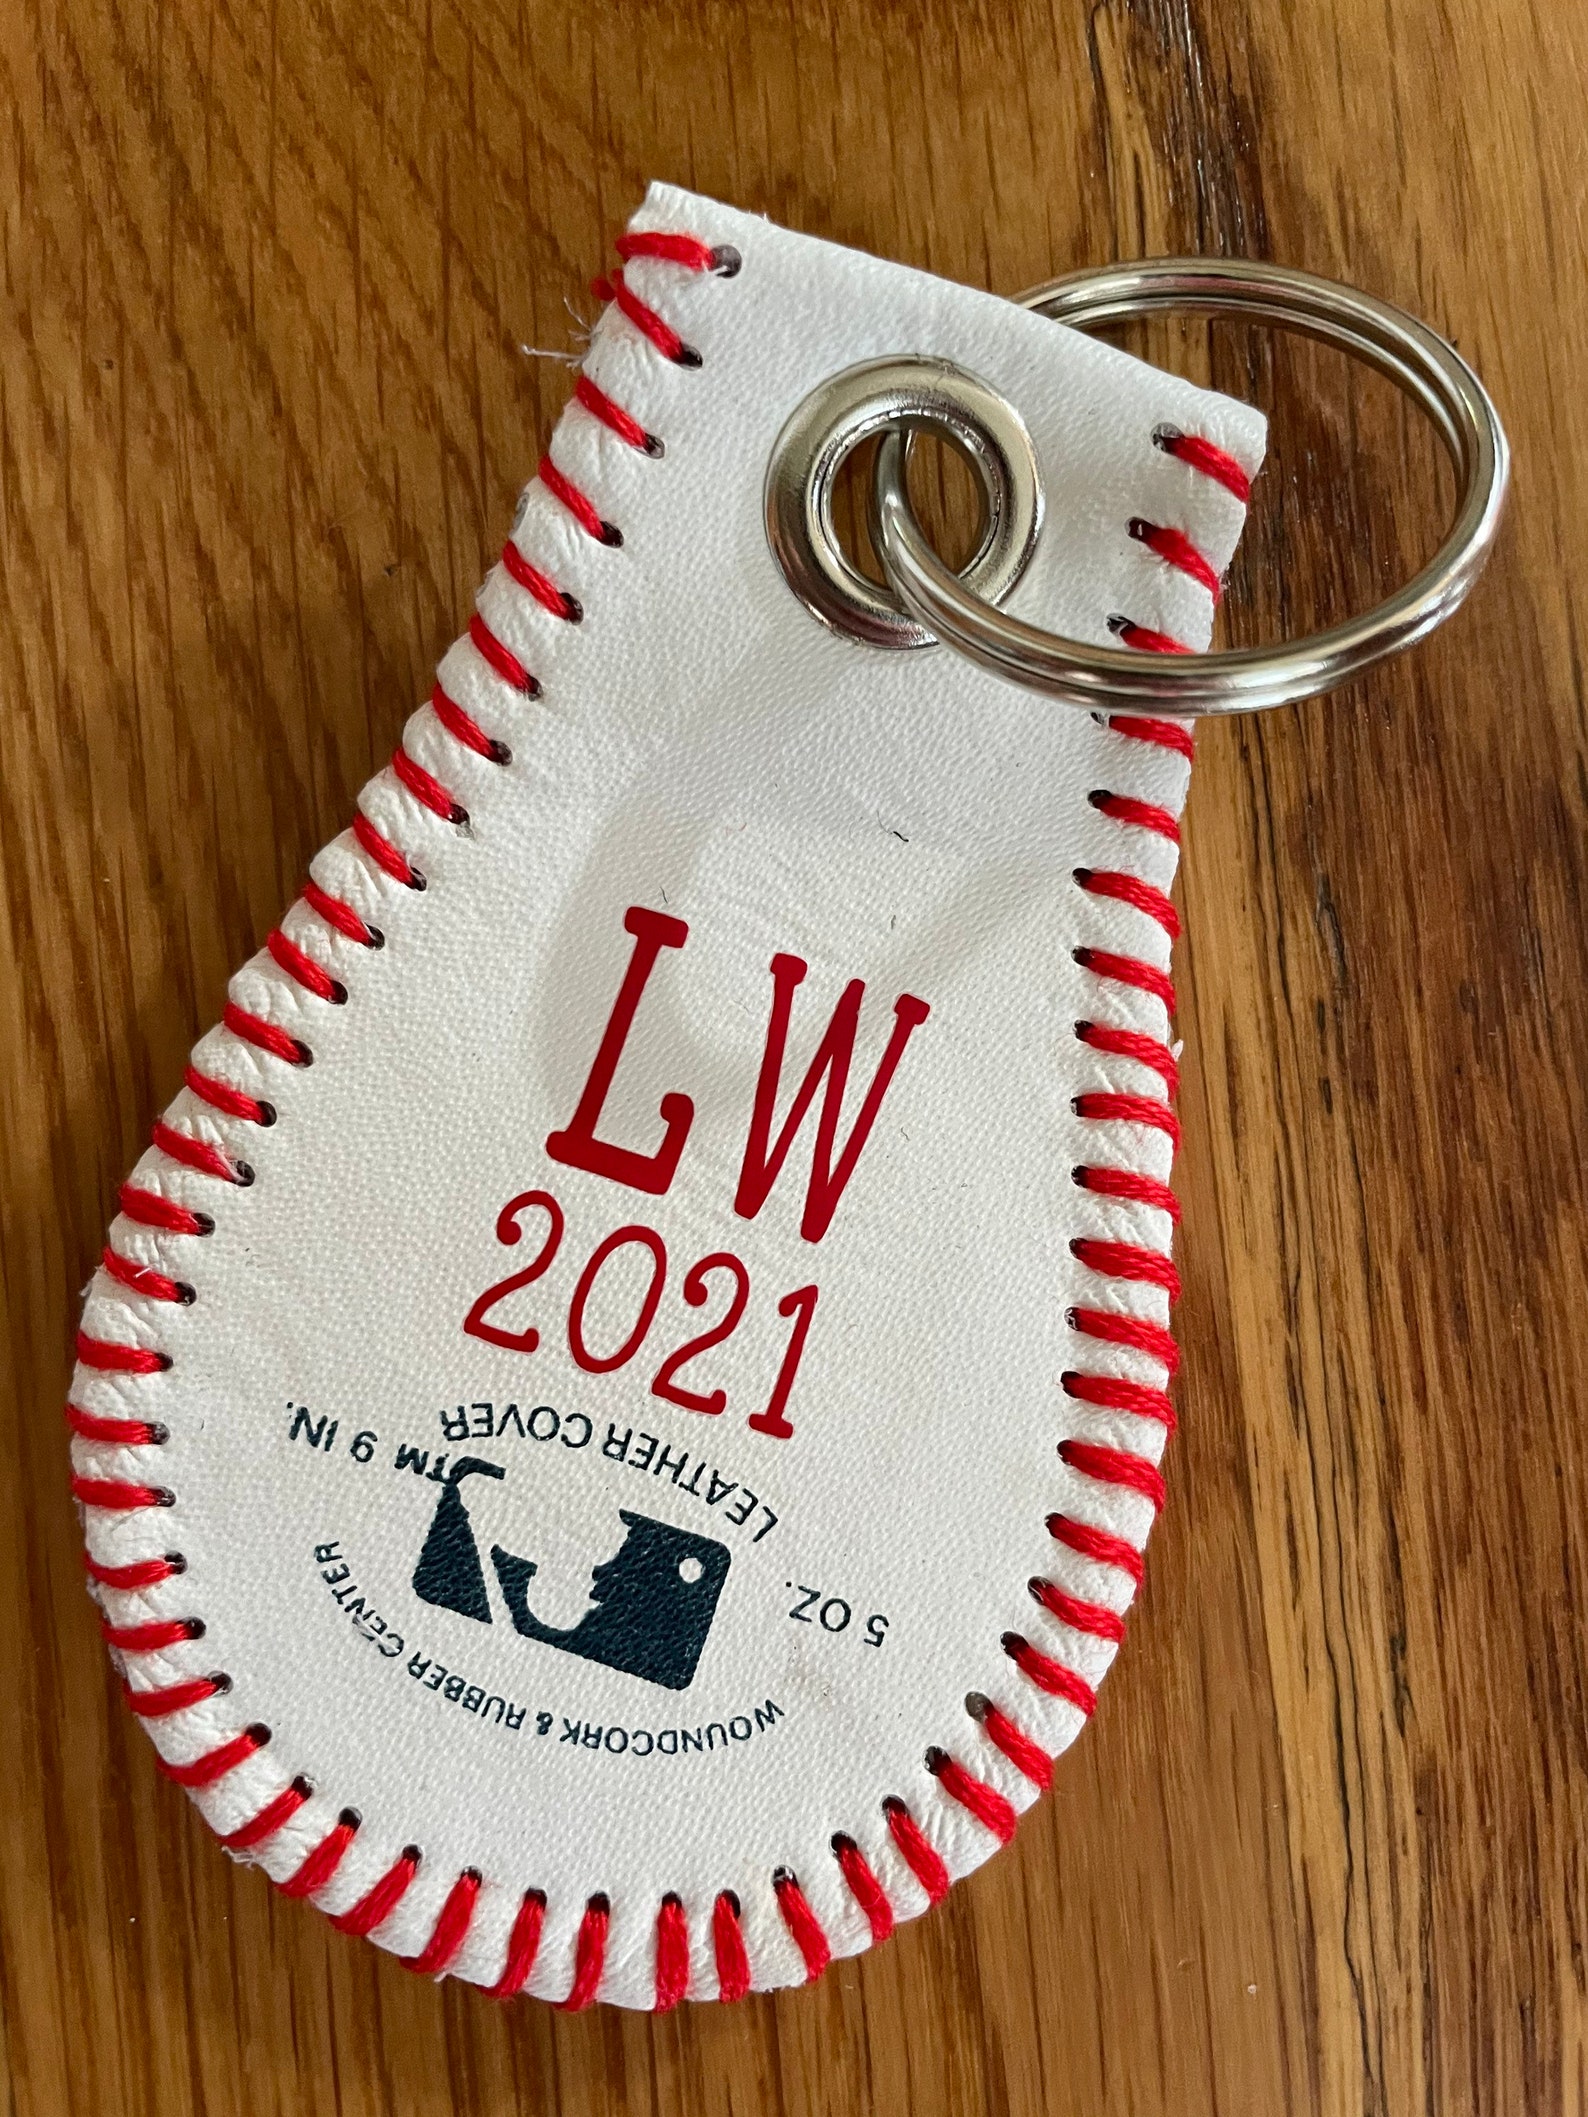 LW
2021
WOUNDCORK & RUBBER CENTER
5 OZ.
TM 9 IN.
LEATHER COVER